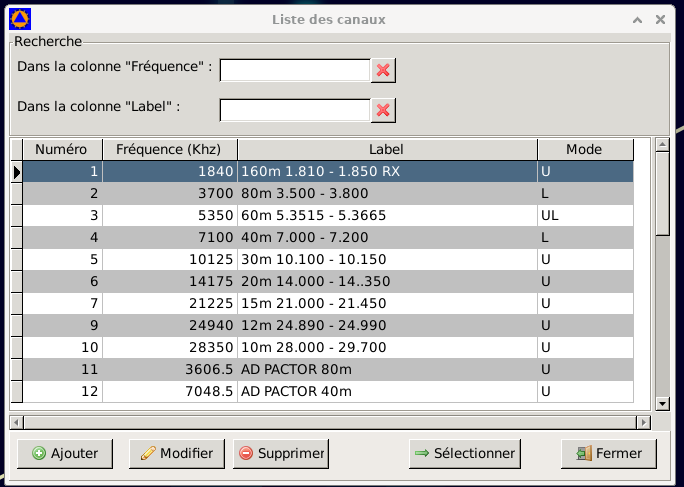 Liste des canaux
Recherche
Dans la colonne "Fréquence" :
Dans la colonne "Label" :
Numéro Fréquence (Khz) Label Mode
1 1840 160m 1.810 - 1.850 RX U
2 3700 80m 3.500 - 3.800 L
3 5350 60m 5.3515 - 5.3665 UL
4 7100 40m 7.000 - 7.200 L
5 10125 30m 10.100 - 10.150 U
6 14175 20m 14.000 - 14..350 U
7 21225 15m 21.000 - 21.450 U
9 24940 12m 24.890 - 24.990 U
10 28350 10m 28.000 - 29.700 U
11 3606.5 AD PACTOR 80m U
12 7048.5 AD PACTOR 40m U
Ajouter Modifier Supprimer Sélectionner Fermer